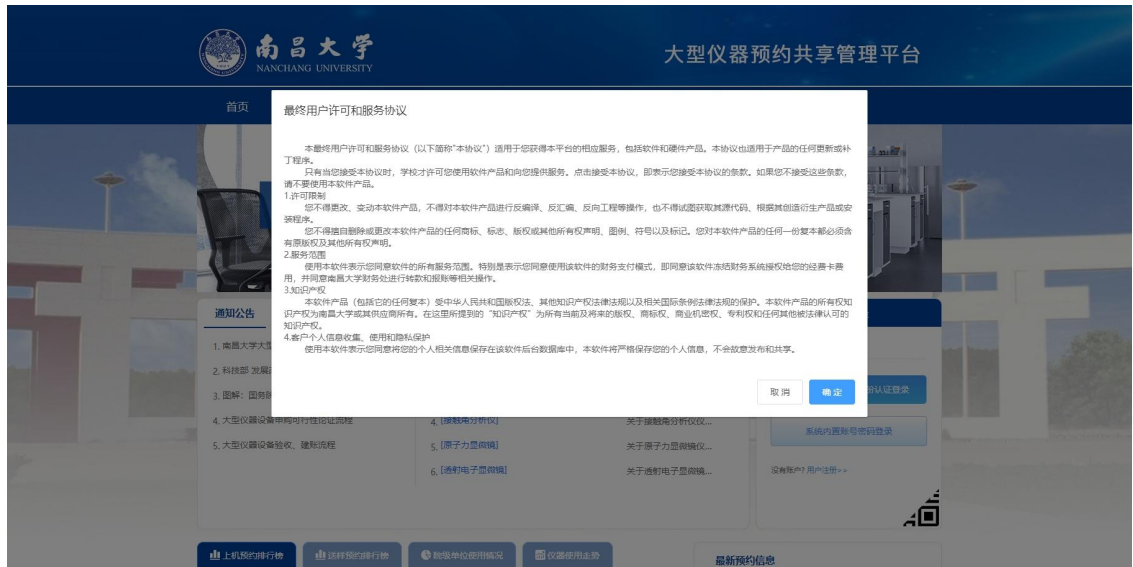 南昌大学
NANCHANG UNIVERSITY
大型仪器预约共享管理平台
首页
最终用户许可和服务协议
本最终用户许可和服务协议（以下简称“本协议”）适用于您获得本平台的相应服务，包括软件和硬件产品。本协议也适用于产品的任何更新或补
丁程序。
只有当您接受本协议时，学校才许可您使用软件产品和向您提供服务。点击接受本协议，即表示您接受本协议的条款。如果您不接受这些条款，
请不要使用本软件产品。
1.许可限制
您不得更改、变动本软件产品，不得对本软件产品进行反编译、反汇编、反向工程等操作，也不得试图获取其源代码、根据其创造衍生产品或安
装程序。
您不得擅自删除或更改本软件产品的任何商标、标志、版权或其他所有权声明、图例、符号以及标记。您对本软件产品的任何一份复本都必须含
有原版权及其他所有权声明。
2.服务范围
使用本软件表示您同意软件的所有服务范围。特别是表示您同意使用该软件的财务支付模式，即同意该软件冻结财务系统授权给您的经费卡费
用，并同意南昌大学财务处进行转款和报账等相关操作。
3.知识产权
本软件产品（包括它的任何复本）受中华人民共和国版权法、其他知识产权法律法规以及相关国际条例法律法规的保护。本软件产品的所有权知
识产权为南昌大学或其供应商所有。在这里所提到的“知识产权”为所有当前及将来的版权、商标权、商业机密权、专利权和任何其他被法律认可的
知识产权。
4.客户个人信息收集、使用和隐私保护
使用本软件表示您同意将您的个人相关信息保存在该软件后台数据库中，本软件将严格保存您的个人信息，不会故意发布和共享。
取消 确定
通知公告
1. 南昌大学大型
2. 科技部 发展
3. 图解：国务
4. 大型仪器设备申购可行性论证流程
5. 大型仪器设备验收、建账流程
4. [接触角分析仪] 关于接触角分析仪仪...
5. [原子力显微镜] 关于原子力显微镜仪...
6. [透射电子显微镜] 关于透射电子显微镜...
份认证登录
系统内置账号密码登录
没有账户? 用户注册>>
上机预约排行榜 送样预约排行榜 院级单位使用情况 仪器使用走势
最新预约信息